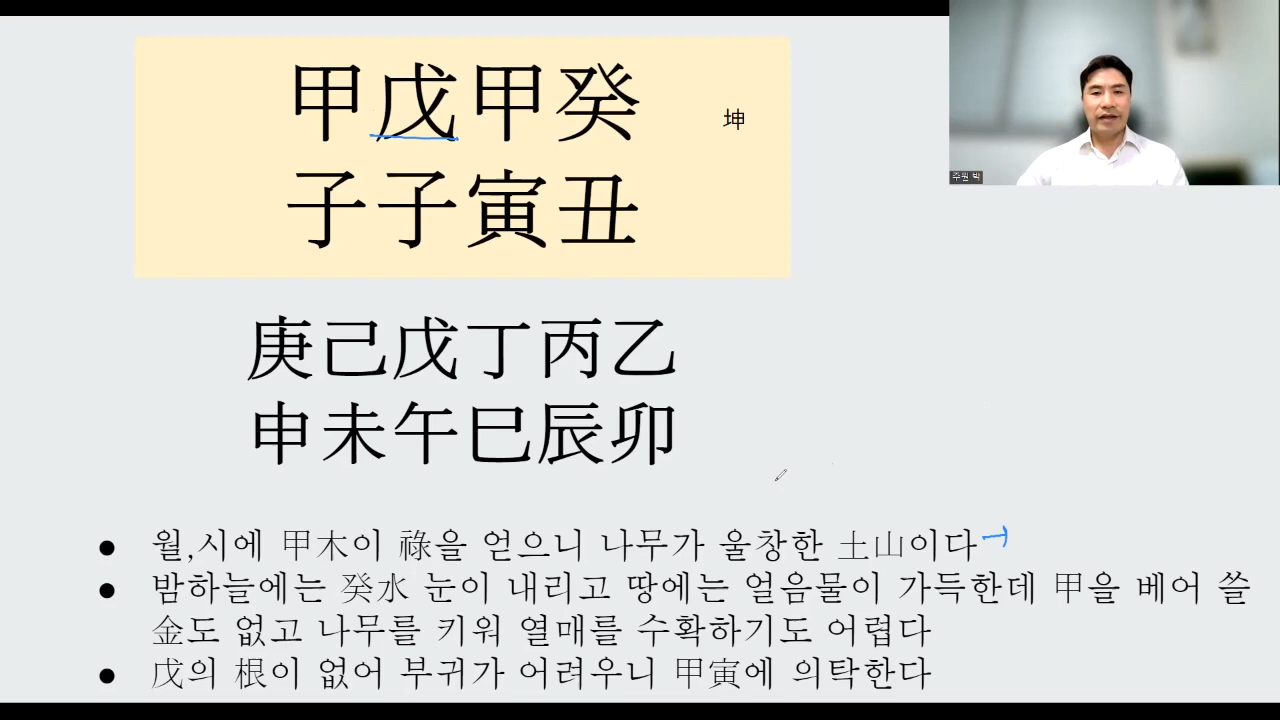 甲戊甲癸
坤
子子寅丑
주원 박
庚己戊丁丙乙
申未午巳辰卯
● 월,시에 甲木이 祿을 얻으니 나무가 울창한 土山이다
● 밤하늘에는 癸水 눈이 내리고 땅에는 얼음물이 가득한데 甲을 베어 쓸
金도 없고 나무를 키워 열매를 수확하기도 어렵다
● 戊의 根이 없어 부귀가 어려우니 甲寅에 의탁한다